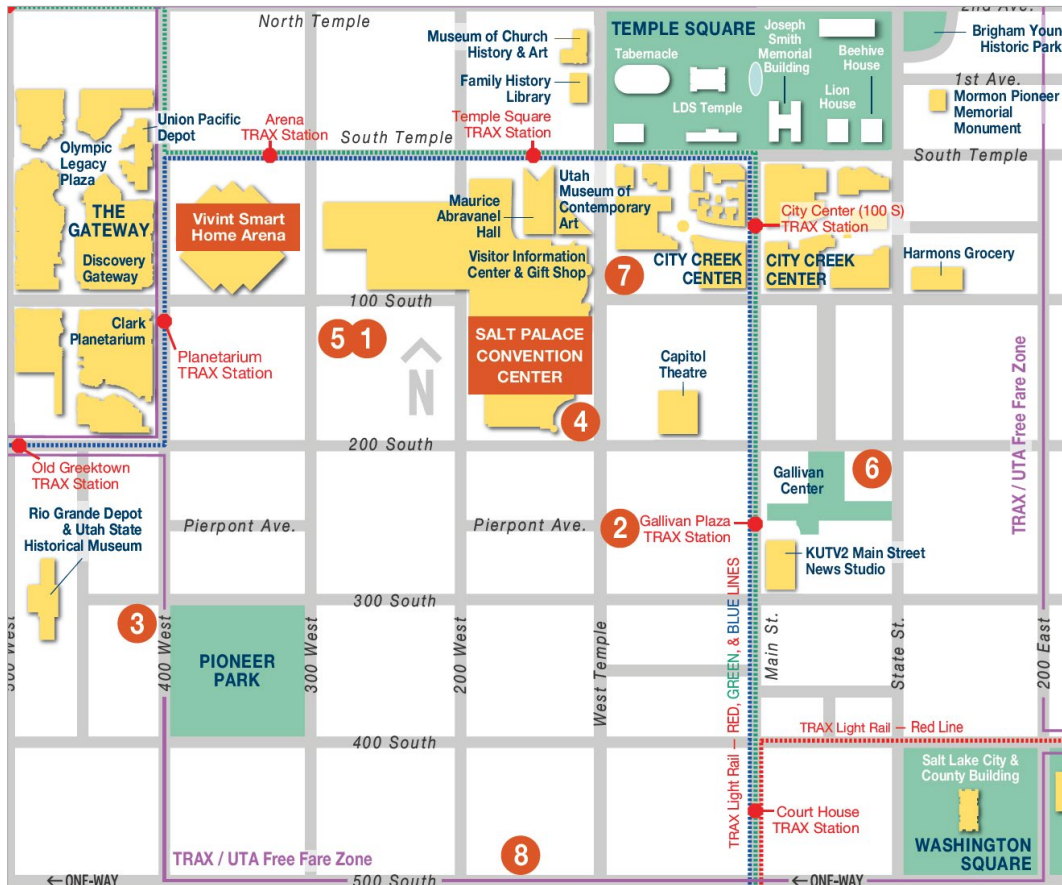 2nd Ave.
North Temple
Museum of Church
History & Art
Family History
Library
TEMPLE SQUARE
Tabernacle
LDS Temple
Joseph
Smith
Memorial
Building
Beehive
House
Lion
House
Brigham Youn
Historic Park
1st Ave.
Mormon Pioneer
Memorial
Monument
Union Pacific
Depot
Olympic
Legacy
Plaza
Arena
TRAX Station
South Temple
Temple Square
TRAX Station
South Temple
THE
GATEWAY
Discovery
Gateway
Vivint Smart
Home Arena
Maurice
Abravanel
Hall
Utah
Museum of
Contemporary
Art
Visitor Information
Center & Gift Shop
7
CITY CREEK
CENTER
City Center (100 S)
TRAX Station
CITY CREEK
CENTER
Harmons Grocery
100 South
Clark
Planetarium
Planetarium
TRAX Station
5
1
N
SALT PALACE
CONVENTION
CENTER
4
Capitol
Theatre
TRAX / UTA Free Fare Zone
200 South
Old Greektown
TRAX Station
Rio Grande Depot
& Utah State
Historical Museum
Pierpont Ave.
Pierpont Ave.
2
Gallivan Plaza
TRAX Station
Gallivan
Center
6
KUTV2 Main Street
News Studio
300 South
3
400 West
PIONEER
PARK
300 West
200 West
West Temple
TRAX Light Rail – RED, GREEN, & BLUE LINES
Main St.
State St.
200 East
400 South
TRAX Light Rail – Red Line
Salt Lake City &
County Building
WASHINGTON
SQUARE
Court House
TRAX Station
TRAX / UTA Free Fare Zone
8
←ONE-WAY
500 South
←ONE-WAY